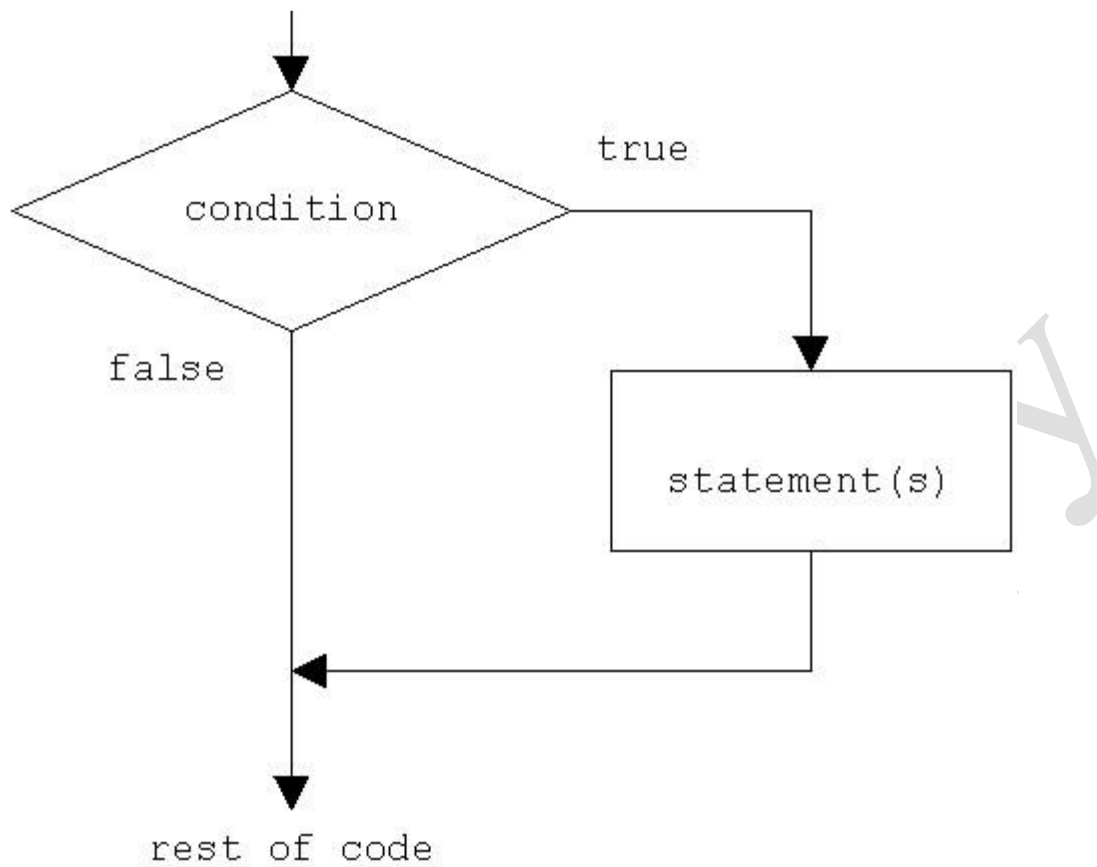 true
condition
false
statement(s)
rest of code